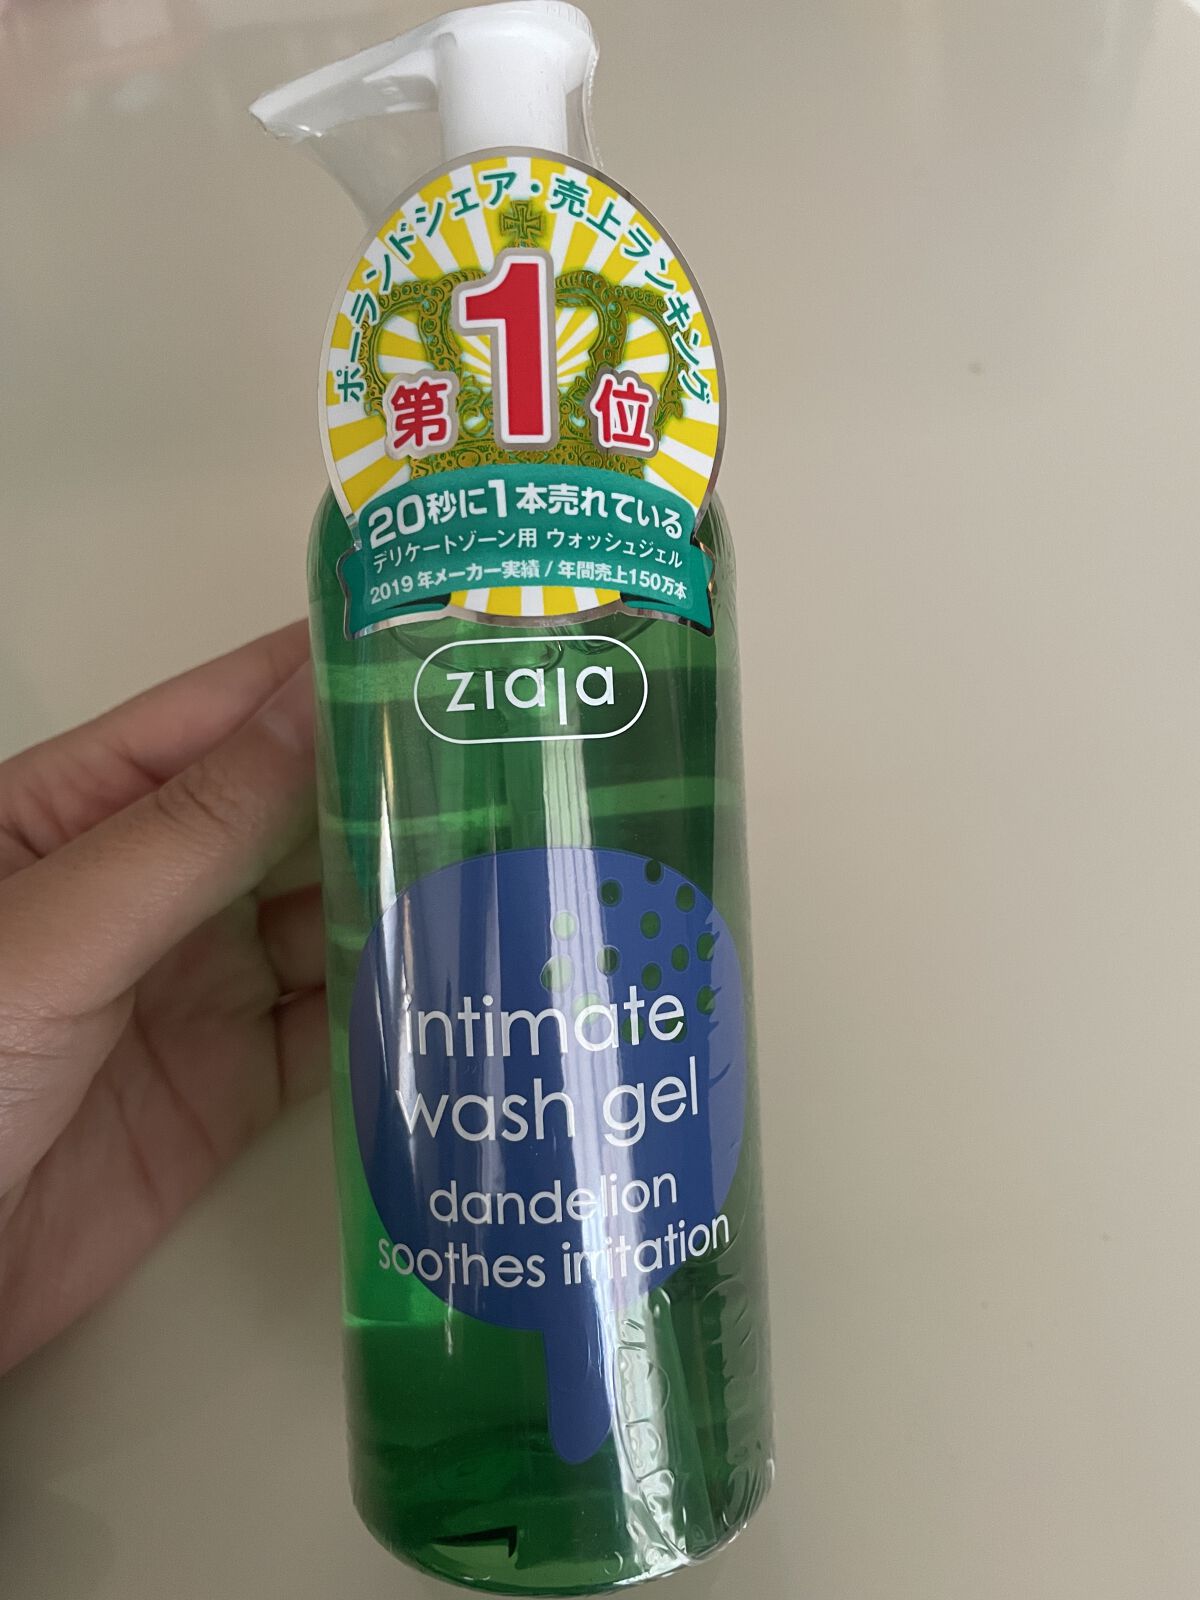 ポーランドシェア・売上ランキング
第1位
20秒に1本売れている
デリケートゾーン用 ウォッシュジェル
2019年メーカー実績 / 年間売上150万本
ziaja
intimate
wash gel
dandelion
soothes irritation